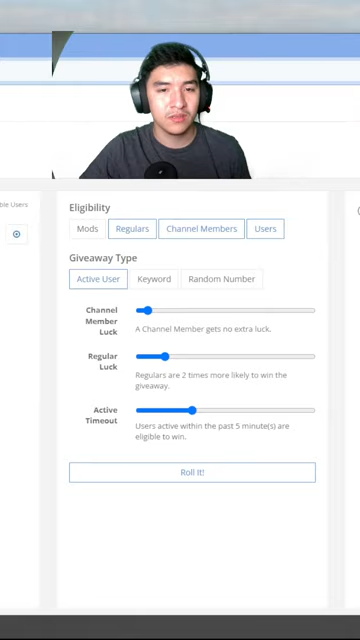 ble Users
Eligibility
Mods
Regulars
Channel Members
Users
Giveaway Type
Active User
Keyword
Random Number
Channel
Member
Luck
A Channel Member gets no extra luck.
Regular
Luck
Regulars are 2 times more likely to win the
giveaway.
Active
Timeout
Users active within the past 5 minute(s) are
eligible to win.
Roll It!